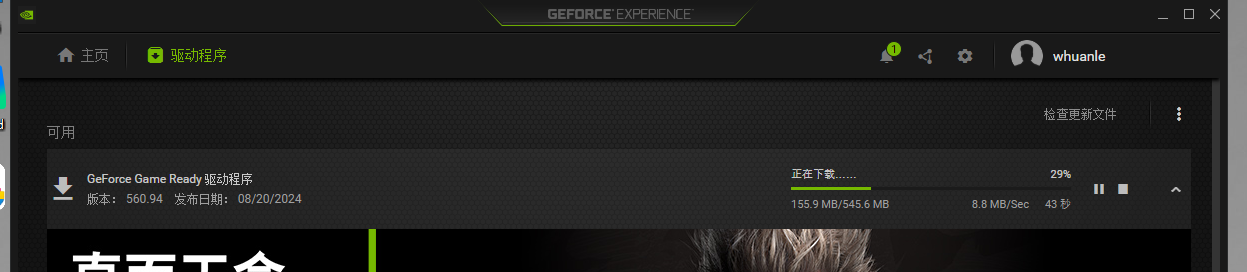 GEFORCE® EXPERIENCE™
主页
驱动程序
1
whuanle
检查更新文件
可用
GeForce Game Ready 驱动程序
正在下载......
29%
版本: 560.94 发布日期: 08/20/2024
155.9 MB/545.6 MB
8.8 MB/Sec
43 秒